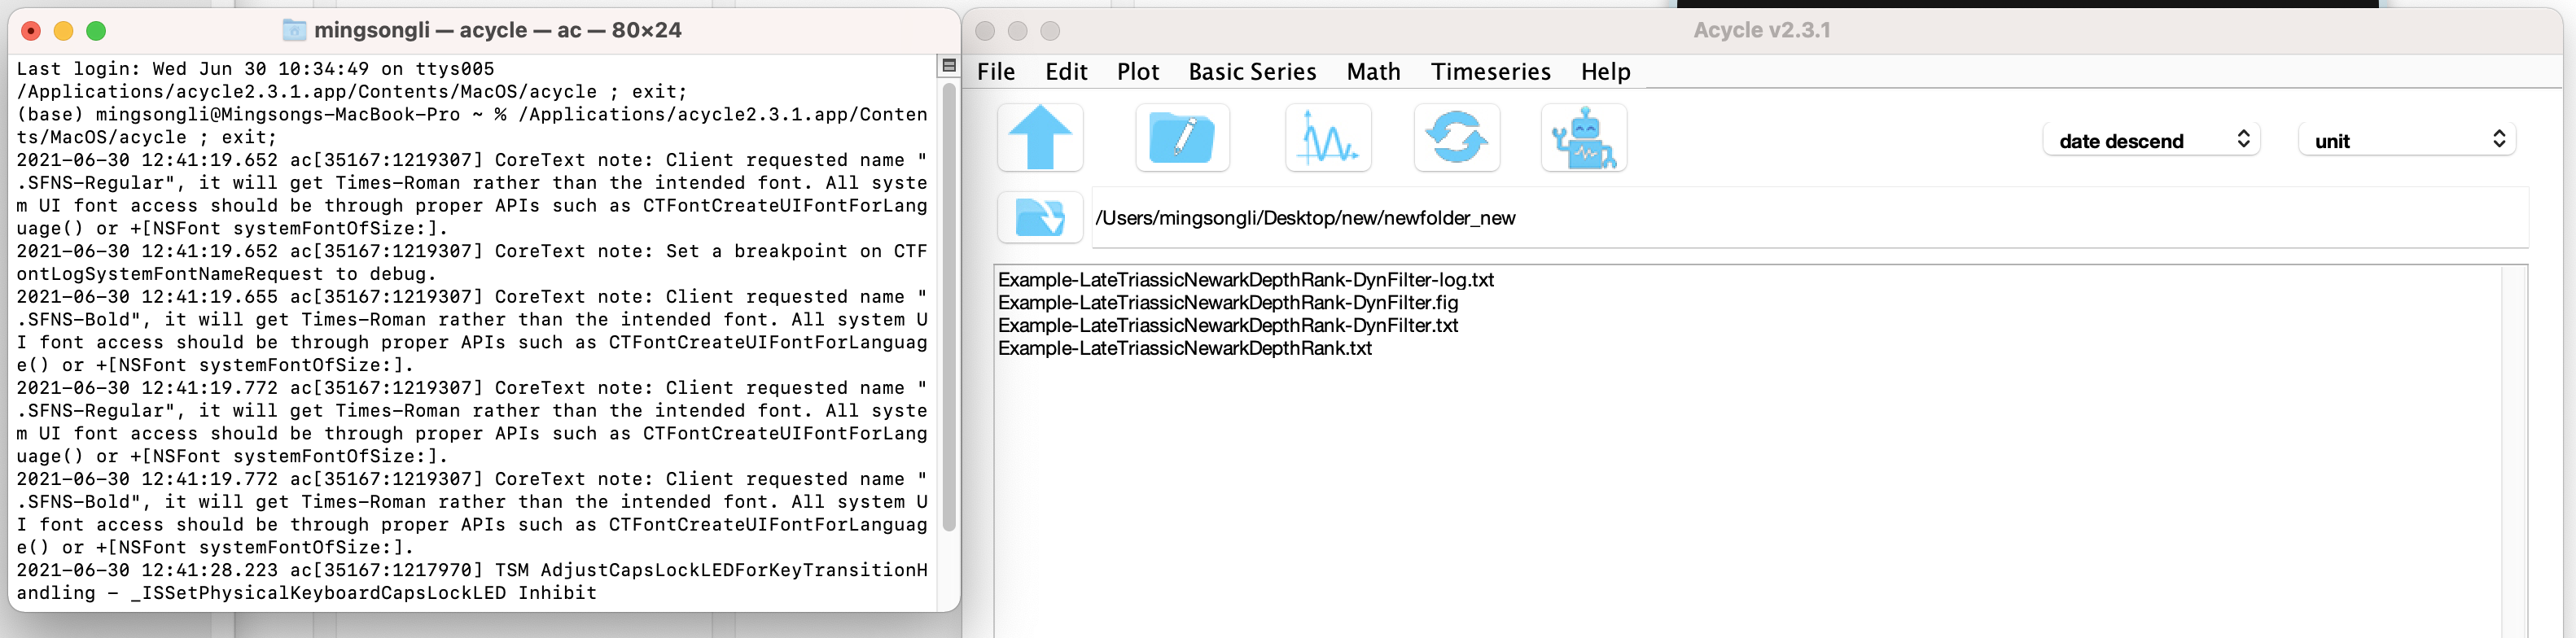 mingsongli — acycle — ac — 80×24
Last login: Wed Jun 30 10:34:49 on ttys005
/Applications/acycle2.3.1.app/Contents/MacOS/acycle ; exit;
(base) mingsongli@Mingsongs-MacBook-Pro ~ % /Applications/acycle2.3.1.app/Conten
ts/MacOS/acycle ; exit;
2021-06-30 12:41:19.652 ac[35167:1219307] CoreText note: Client requested name "
.SFNS-Regular", it will get Times-Roman rather than the intended font. All syste
m UI font access should be through proper APIs such as CTFontCreateUIFontForLang
uage() or +[NSFont systemFontOfSize:].
2021-06-30 12:41:19.652 ac[35167:1219307] CoreText note: Set a breakpoint on CTF
ontLogSystemFontNameRequest to debug.
2021-06-30 12:41:19.655 ac[35167:1219307] CoreText note: Client requested name "
.SFNS-Bold", it will get Times-Roman rather than the intended font. All system U
I font access should be through proper APIs such as CTFontCreateUIFontForLanguag
e() or +[NSFont systemFontOfSize:].
2021-06-30 12:41:19.772 ac[35167:1219307] CoreText note: Client requested name "
.SFNS-Regular", it will get Times-Roman rather than the intended font. All syste
m UI font access should be through proper APIs such as CTFontCreateUIFontForLang
uage() or +[NSFont systemFontOfSize:].
2021-06-30 12:41:19.772 ac[35167:1219307] CoreText note: Client requested name "
.SFNS-Bold", it will get Times-Roman rather than the intended font. All system U
I font access should be through proper APIs such as CTFontCreateUIFontForLanguag
e() or +[NSFont systemFontOfSize:].
2021-06-30 12:41:28.223 ac[35167:1217970] TSM AdjustCapsLockLEDForKeyTransitionH
andling - _ISSetPhysicalKeyboardCapsLockLED Inhibit
Acycle v2.3.1
File Edit Plot Basic Series Math Timeseries Help
date descend unit
/Users/mingsongli/Desktop/new/newfolder_new
Example-LateTriassicNewarkDepthRank-DynFilter-log.txt
Example-LateTriassicNewarkDepthRank-DynFilter.fig
Example-LateTriassicNewarkDepthRank-DynFilter.txt
Example-LateTriassicNewarkDepthRank.txt